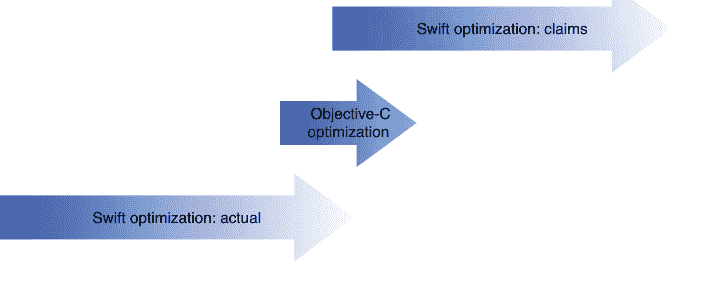 Swift optimization: claims
Objective-C
optimization
Swift optimization: actual